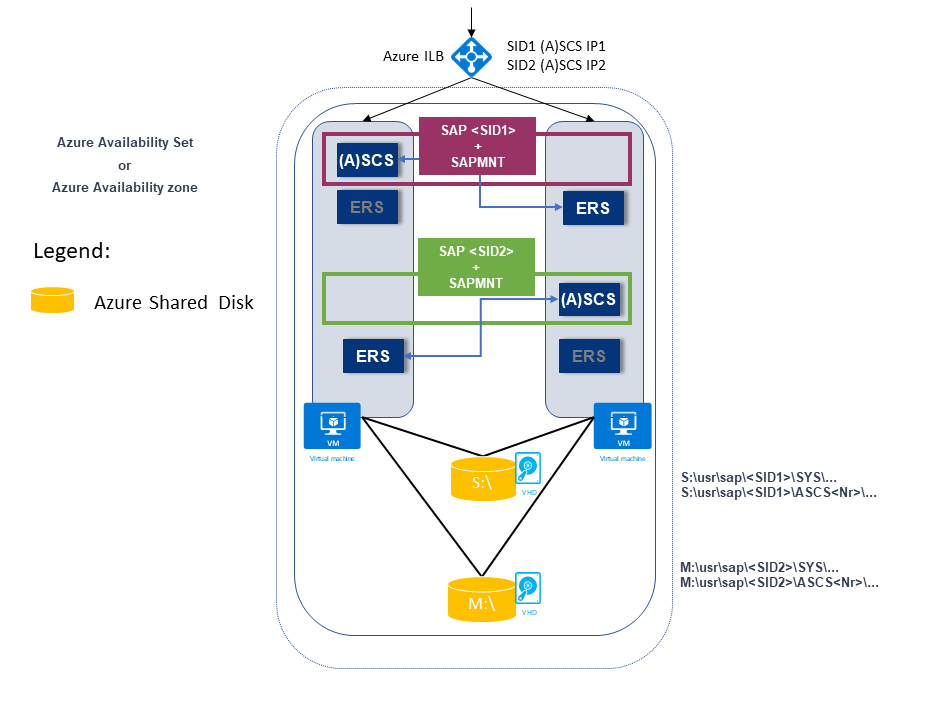 Azure ILB
SID1 (A)SCS IP1
SID2 (A)SCS IP2
Azure Availability Set
or
Azure Availability zone
Legend:
Azure Shared Disk
SAP <SID1>
+
SAPMNT
(A)SCS
ERS
ERS
SAP <SID2>
+
SAPMNT
(A)SCS
ERS
ERS
VM
Virtual machine
VM
Virtual machine
S:\
VHD
S:\usr\sap\<SID1>\SYS\...
S:\usr\sap\<SID1>\ASCS<Nr>\...
M:\
VHD
M:\usr\sap\<SID2>\SYS\...
M:\usr\sap\<SID2>\ASCS<Nr>\...